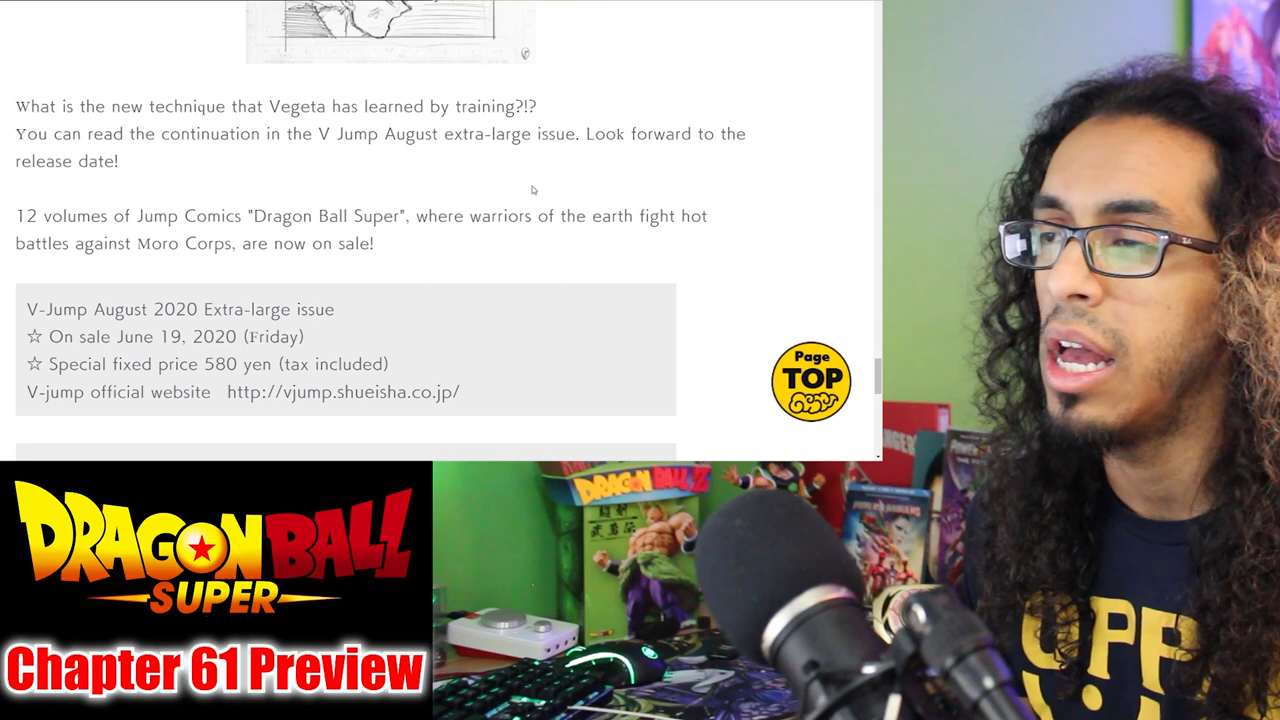 What is the new technique that Vegeta has learned by training?!?
You can read the continuation in the V Jump August extra-large issue. Look forward to the
release date!
12 volumes of Jump Comics "Dragon Ball Super", where warriors of the earth fight hot
battles against Moro Corps, are now on sale!
V-Jump August 2020 Extra-large issue
☆ On sale June 19, 2020 (Friday)
☆ Special fixed price 580 yen (tax included)
V-jump official website http://vjump.shueisha.co.jp/
Page
TOP
DRAGON BALL
SUPER
Chapter 61 Preview
DRAGON BALL Z